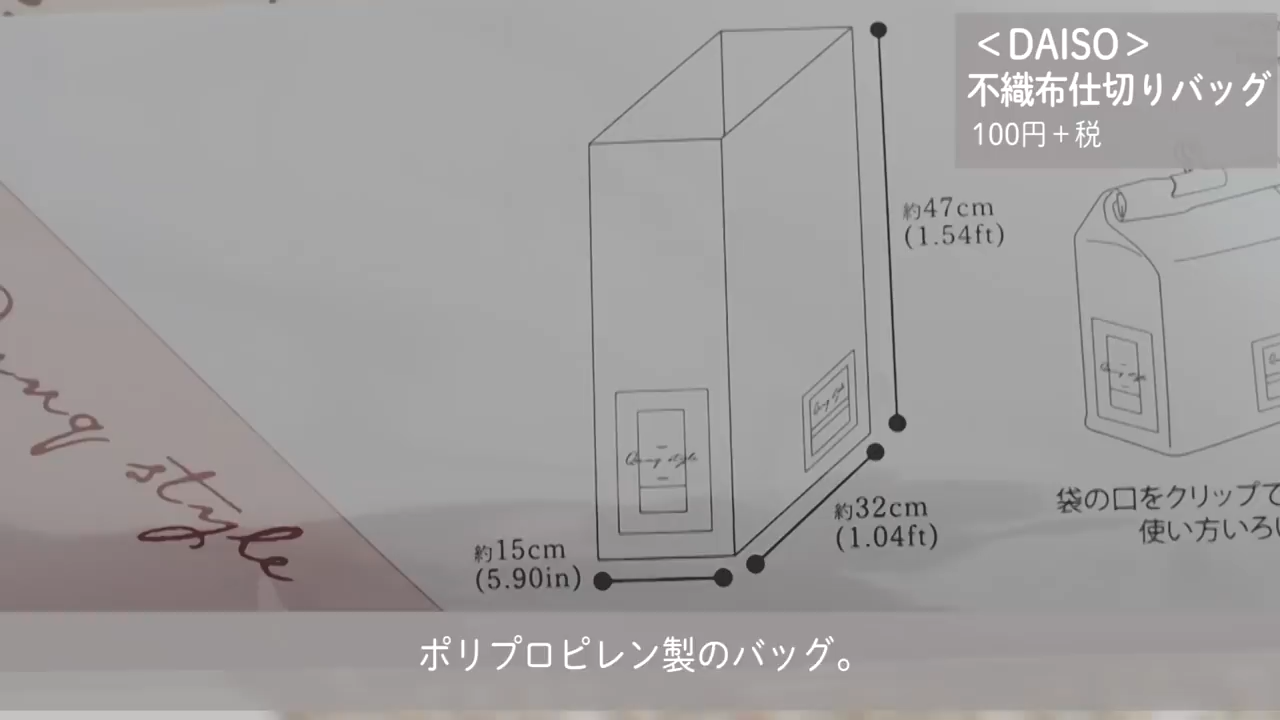 ＜DAISO＞
不織布仕切りバッグ
100円＋税
約47cm
(1.54ft)
約32cm
(1.04ft)
約15cm
(5.90in)
style
袋の口をクリップで
使い方いろい
ポリプロピレン製のバッグ。